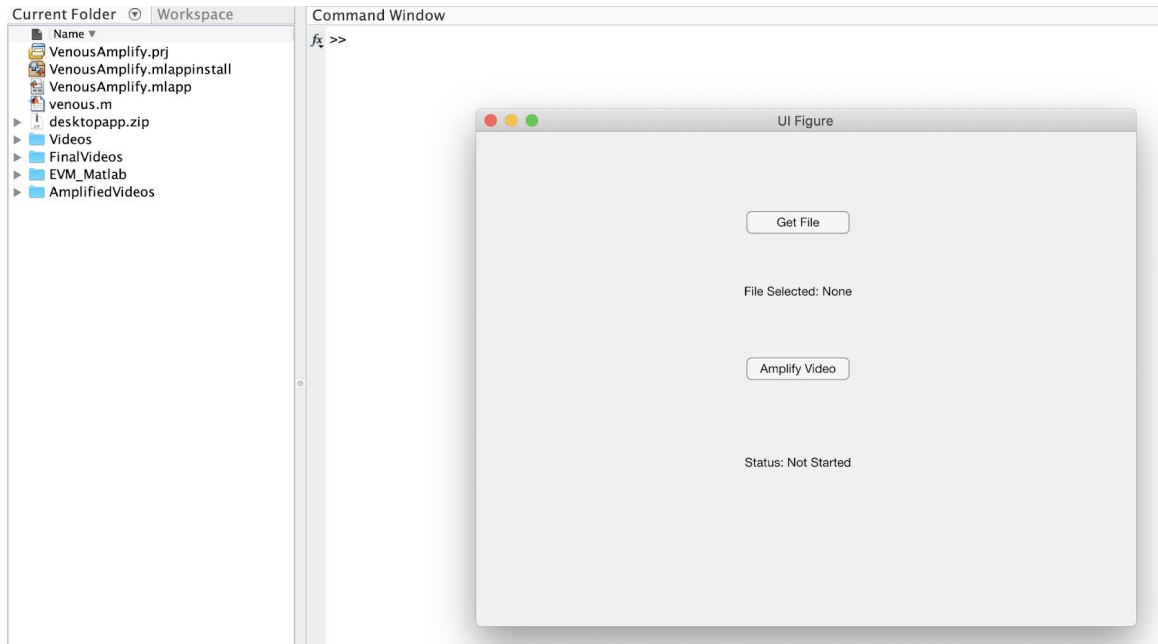 Current Folder Workspace
Name
VenousAmplify.prj
VenousAmplify.mlappinstall
VenousAmplify.mlapp
venous.m
desktopapp.zip
Videos
FinalVideos
EVM_Matlab
AmplifiedVideos
Command Window
fx >>
UI Figure
Get File
File Selected: None
Amplify Video
Status: Not Started